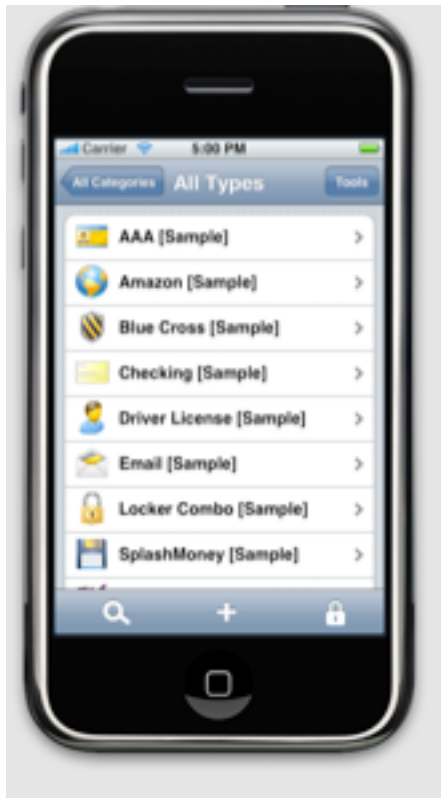 Carrier 5:00 PM
All Categories All Types Tools
AAA [Sample]
Amazon [Sample]
Blue Cross [Sample]
Checking [Sample]
Driver License [Sample]
Email [Sample]
Locker Combo [Sample]
SplashMoney [Sample]